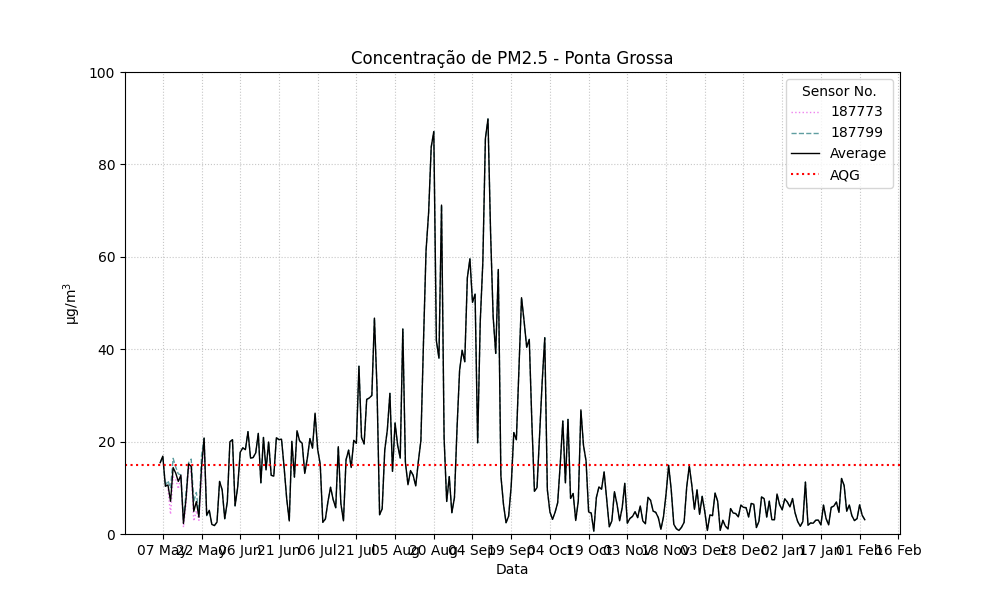 Concentração de PM2.5 - Ponta Grossa
100
80
60
40
20
0
µg/m³
Sensor No.
187773
187799
Average
AQG
07 May 22 May 06 Jun 21 Jun 06 Jul 21 Jul 05 Aug 20 Aug 04 Sep 19 Sep 04 Oct 19 Oct 03 Nov 18 Nov 03 Dec 18 Dec 02 Jan 17 Jan 01 Feb 16 Feb
Data